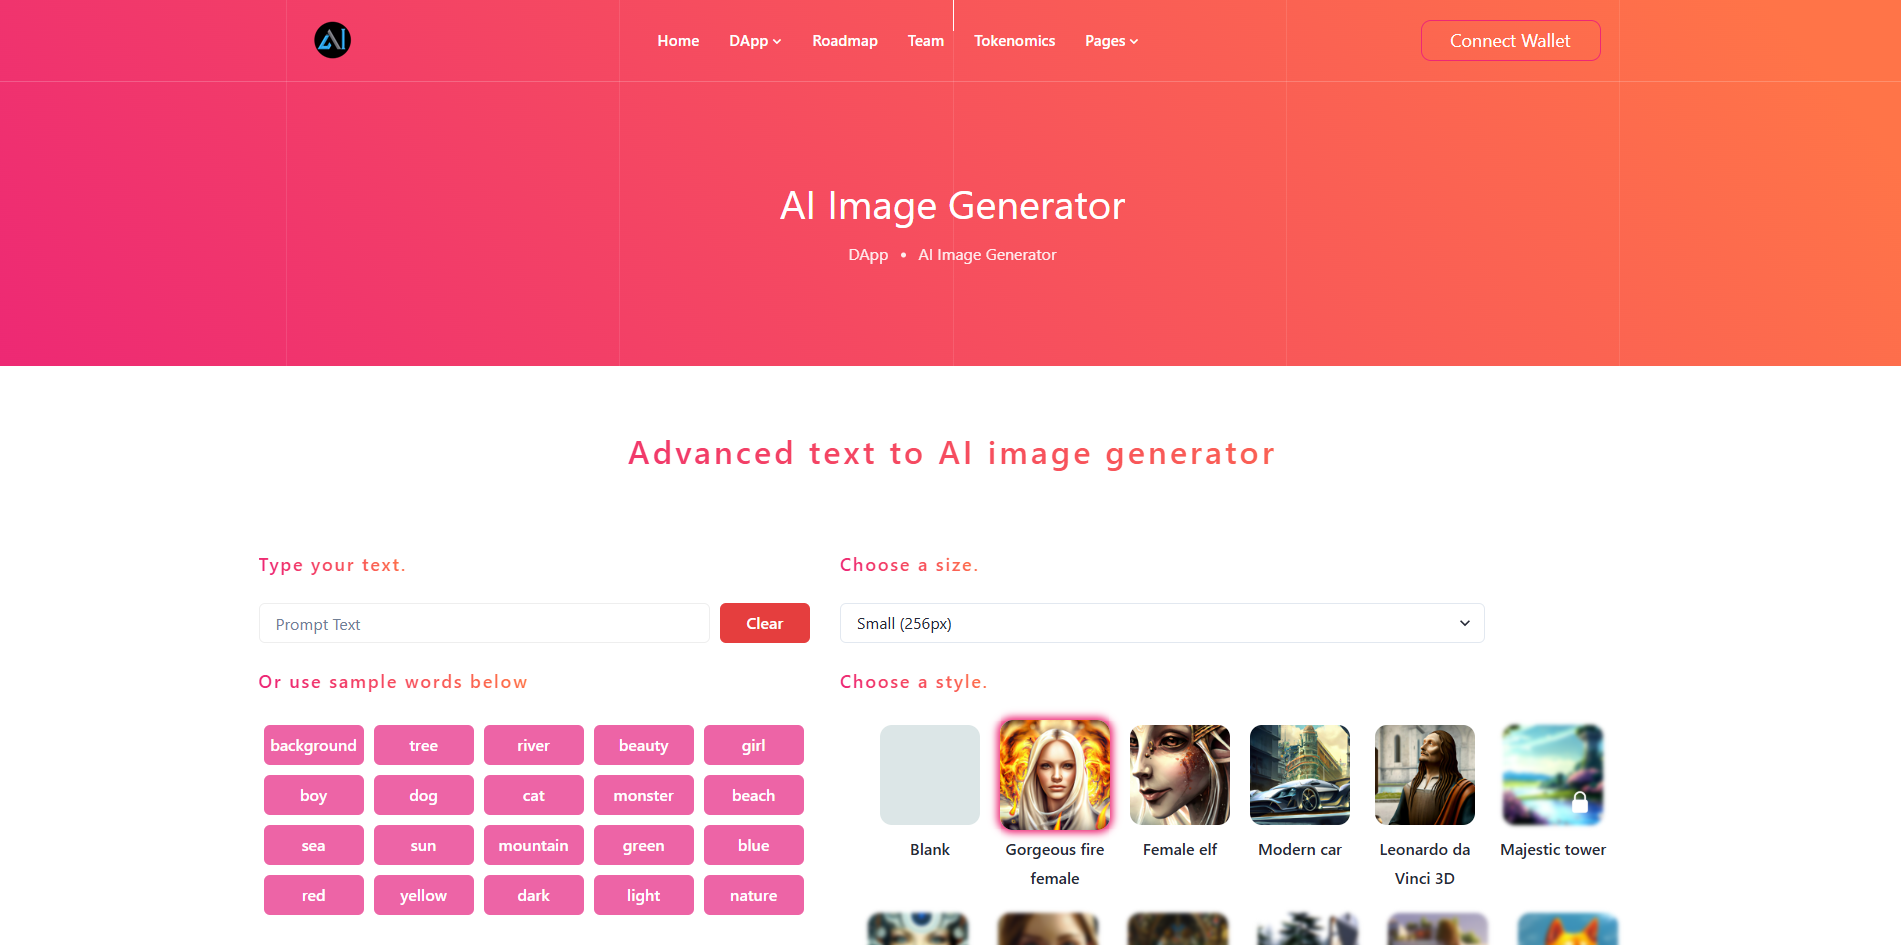 AI
Home DApp Roadmap Team Tokenomics Pages
Connect Wallet
AI Image Generator
DApp • AI Image Generator
Advanced text to AI image generator
Type your text.
Prompt Text
Clear
Or use sample words below
background tree river beauty girl
boy dog cat monster beach
sea sun mountain green blue
red yellow dark light nature
Choose a size.
Small (256px)
Choose a style.
Blank
Gorgeous fire
female
Female elf
Modern car
Leonardo da
Vinci 3D
Majestic tower